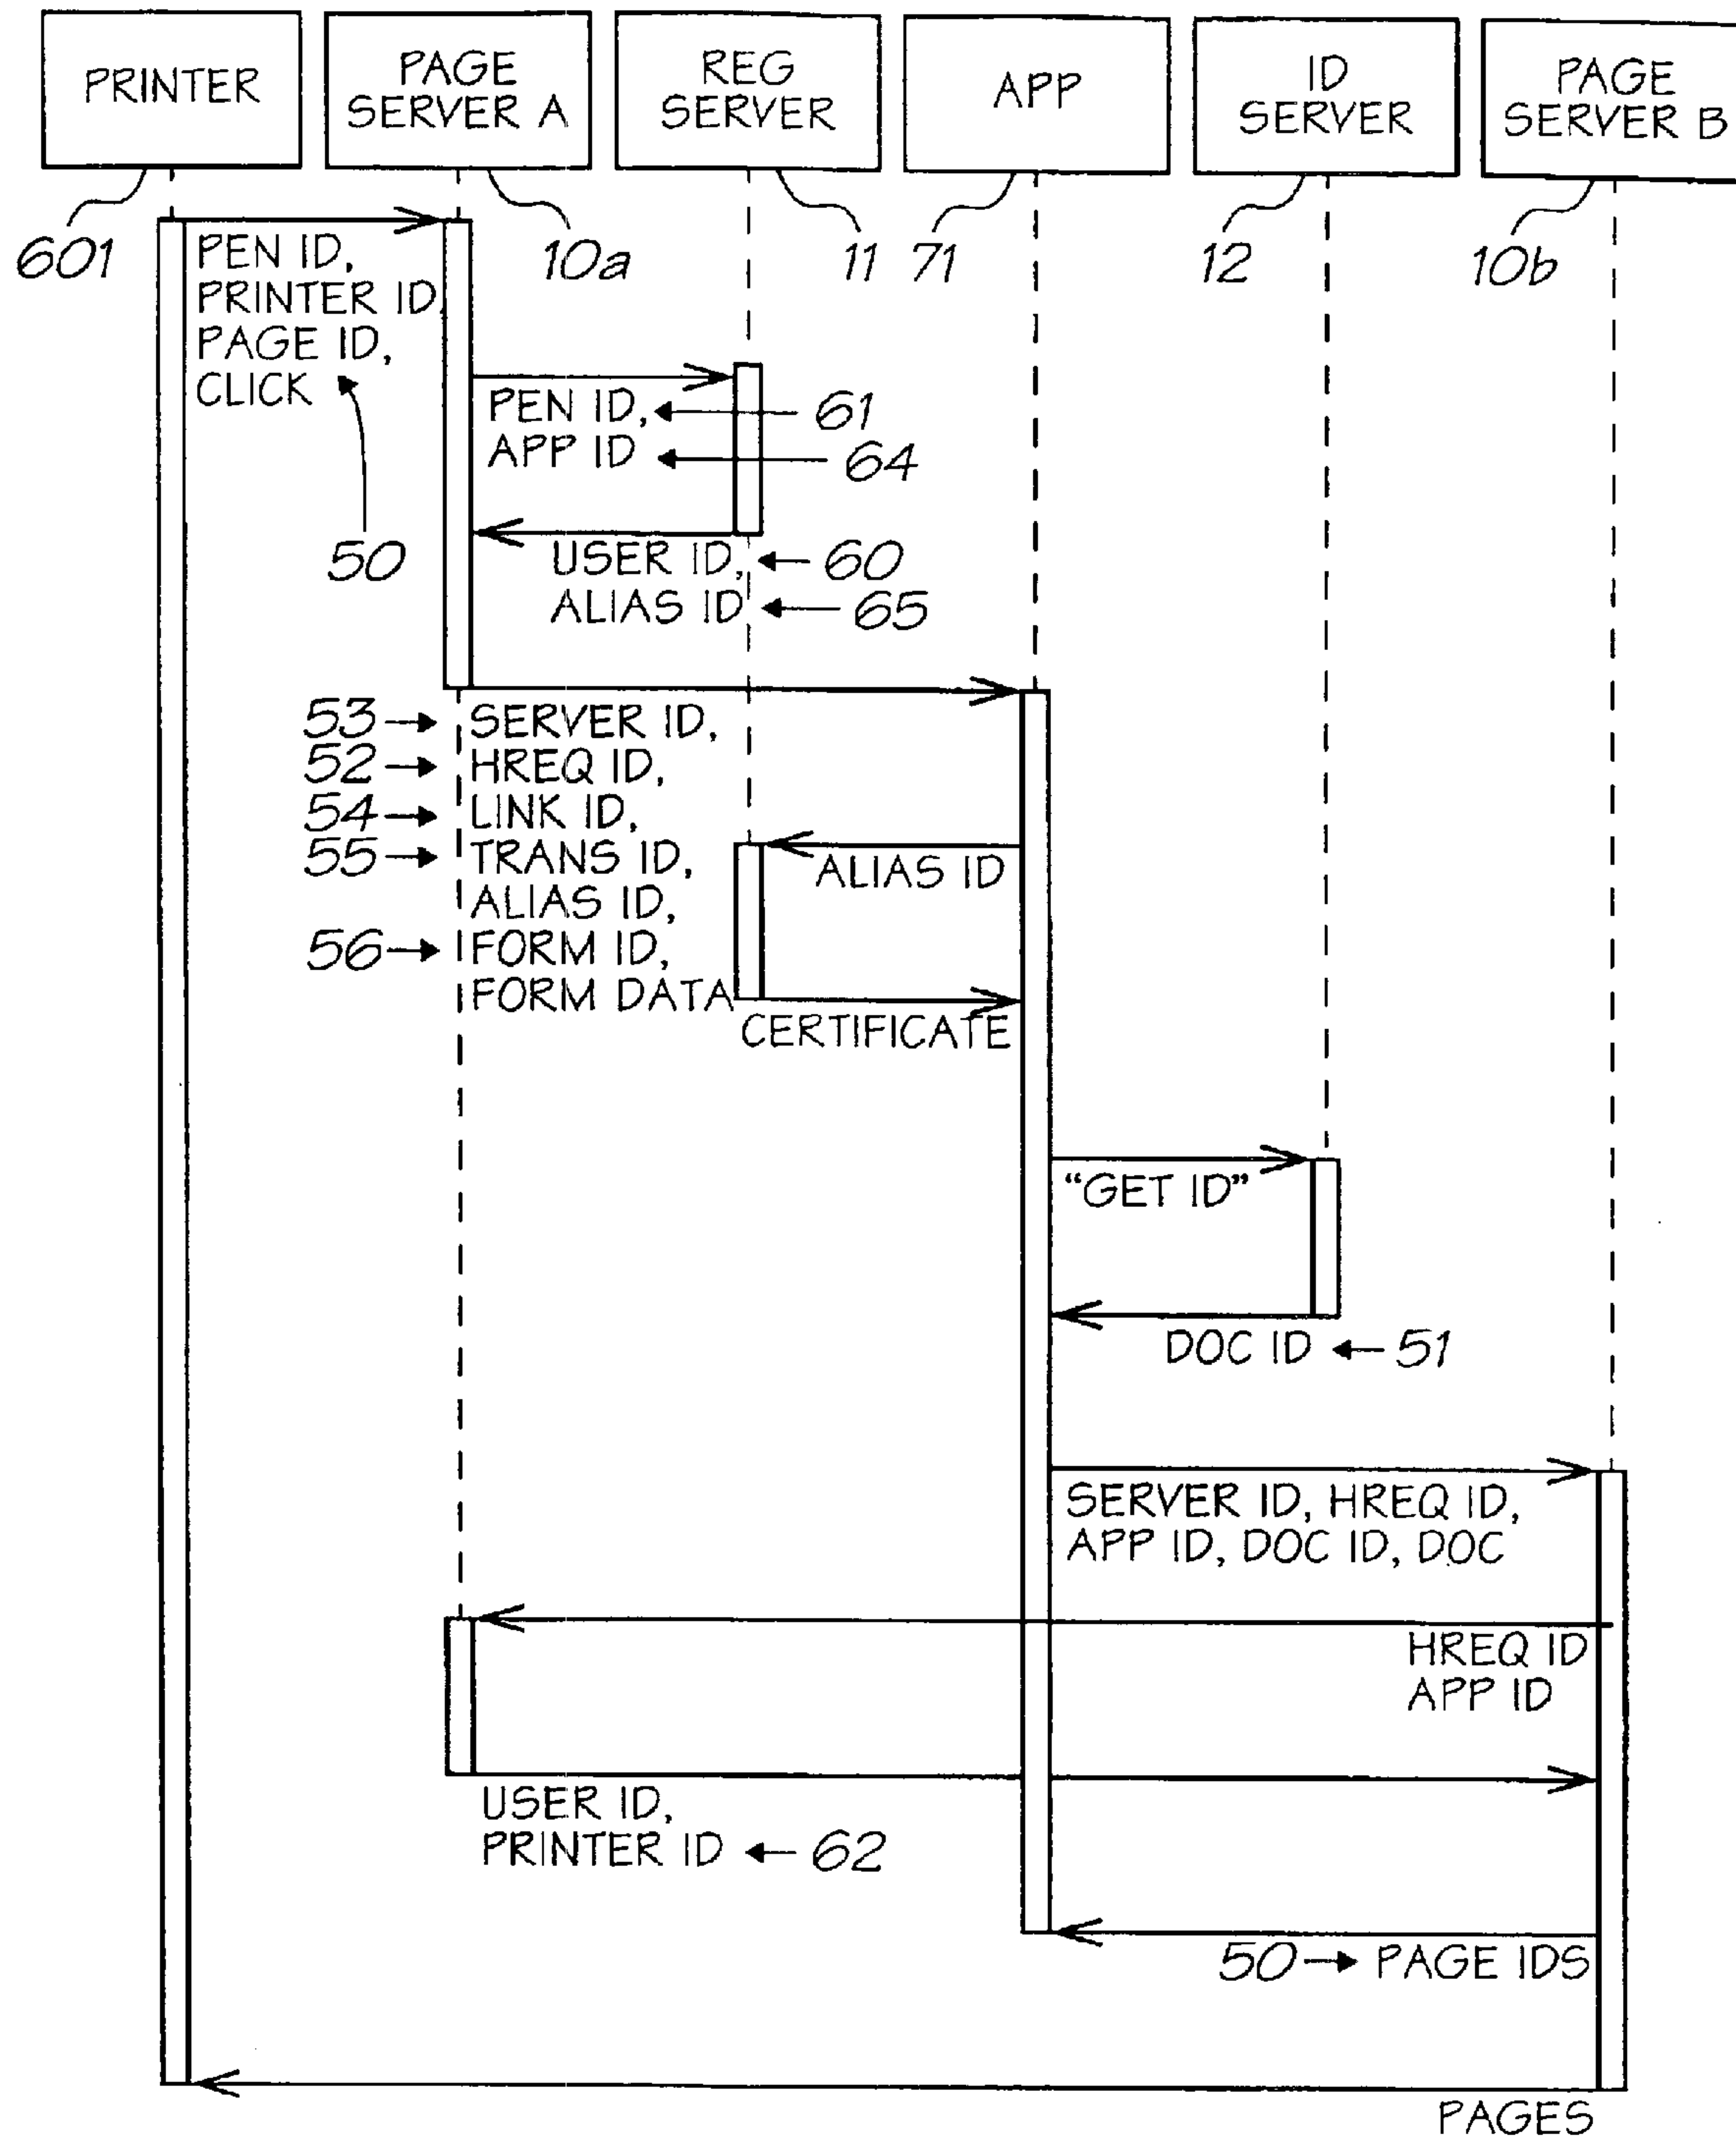 PRINTER
PAGE
SERVER A
REG
SERVER
APP
ID
SERVER
PAGE
SERVER B
601
10a
11
71
12
10b
PEN ID,
PRINTER ID,
PAGE ID,
CLICK
50
PEN ID,
61
APP ID
64
USER ID,
60
ALIAS ID
65
53
SERVER ID,
52
HREQ ID,
54
LINK ID,
55
TRANS ID,
ALIAS ID,
56
FORM ID,
FORM DATA
ALIAS ID
CERTIFICATE
“GET ID”
DOC ID
51
SERVER ID, HREQ ID,
APP ID, DOC ID, DOC
HREQ ID
APP ID
USER ID,
PRINTER ID
62
50
PAGE IDS
PAGES